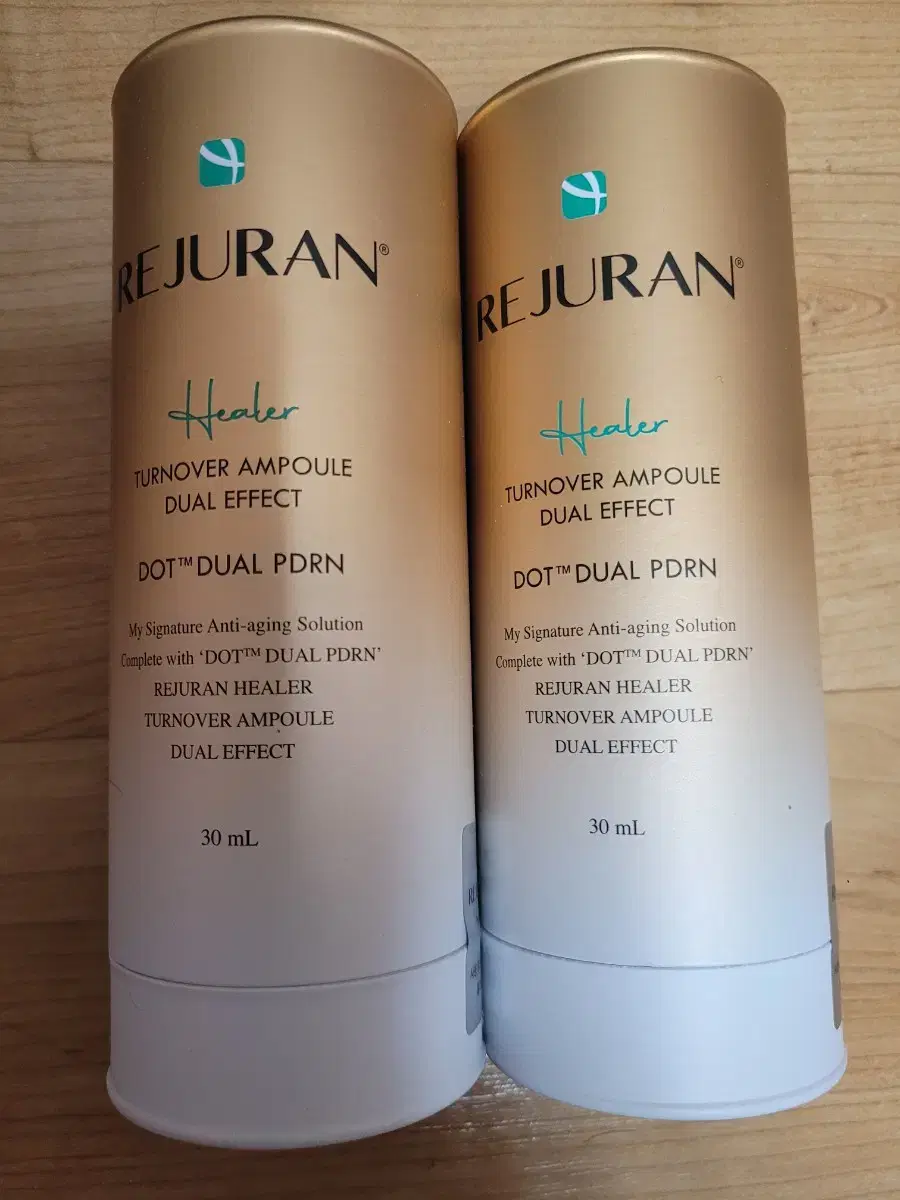 REJURAN®
Healer
TURNOVER AMPOULE
DUAL EFFECT
DOT™ DUAL PDRN
My Signature Anti-aging Solution
Complete with ‘DOT™ DUAL PDRN’
REJURAN HEALER
TURNOVER AMPOULE
DUAL EFFECT
30 mL
REJURAN®
Healer
TURNOVER AMPOULE
DUAL EFFECT
DOT™ DUAL PDRN
My Signature Anti-aging Solution
Complete with ‘DOT™ DUAL PDRN’
REJURAN HEALER
TURNOVER AMPOULE
DUAL EFFECT
30 mL